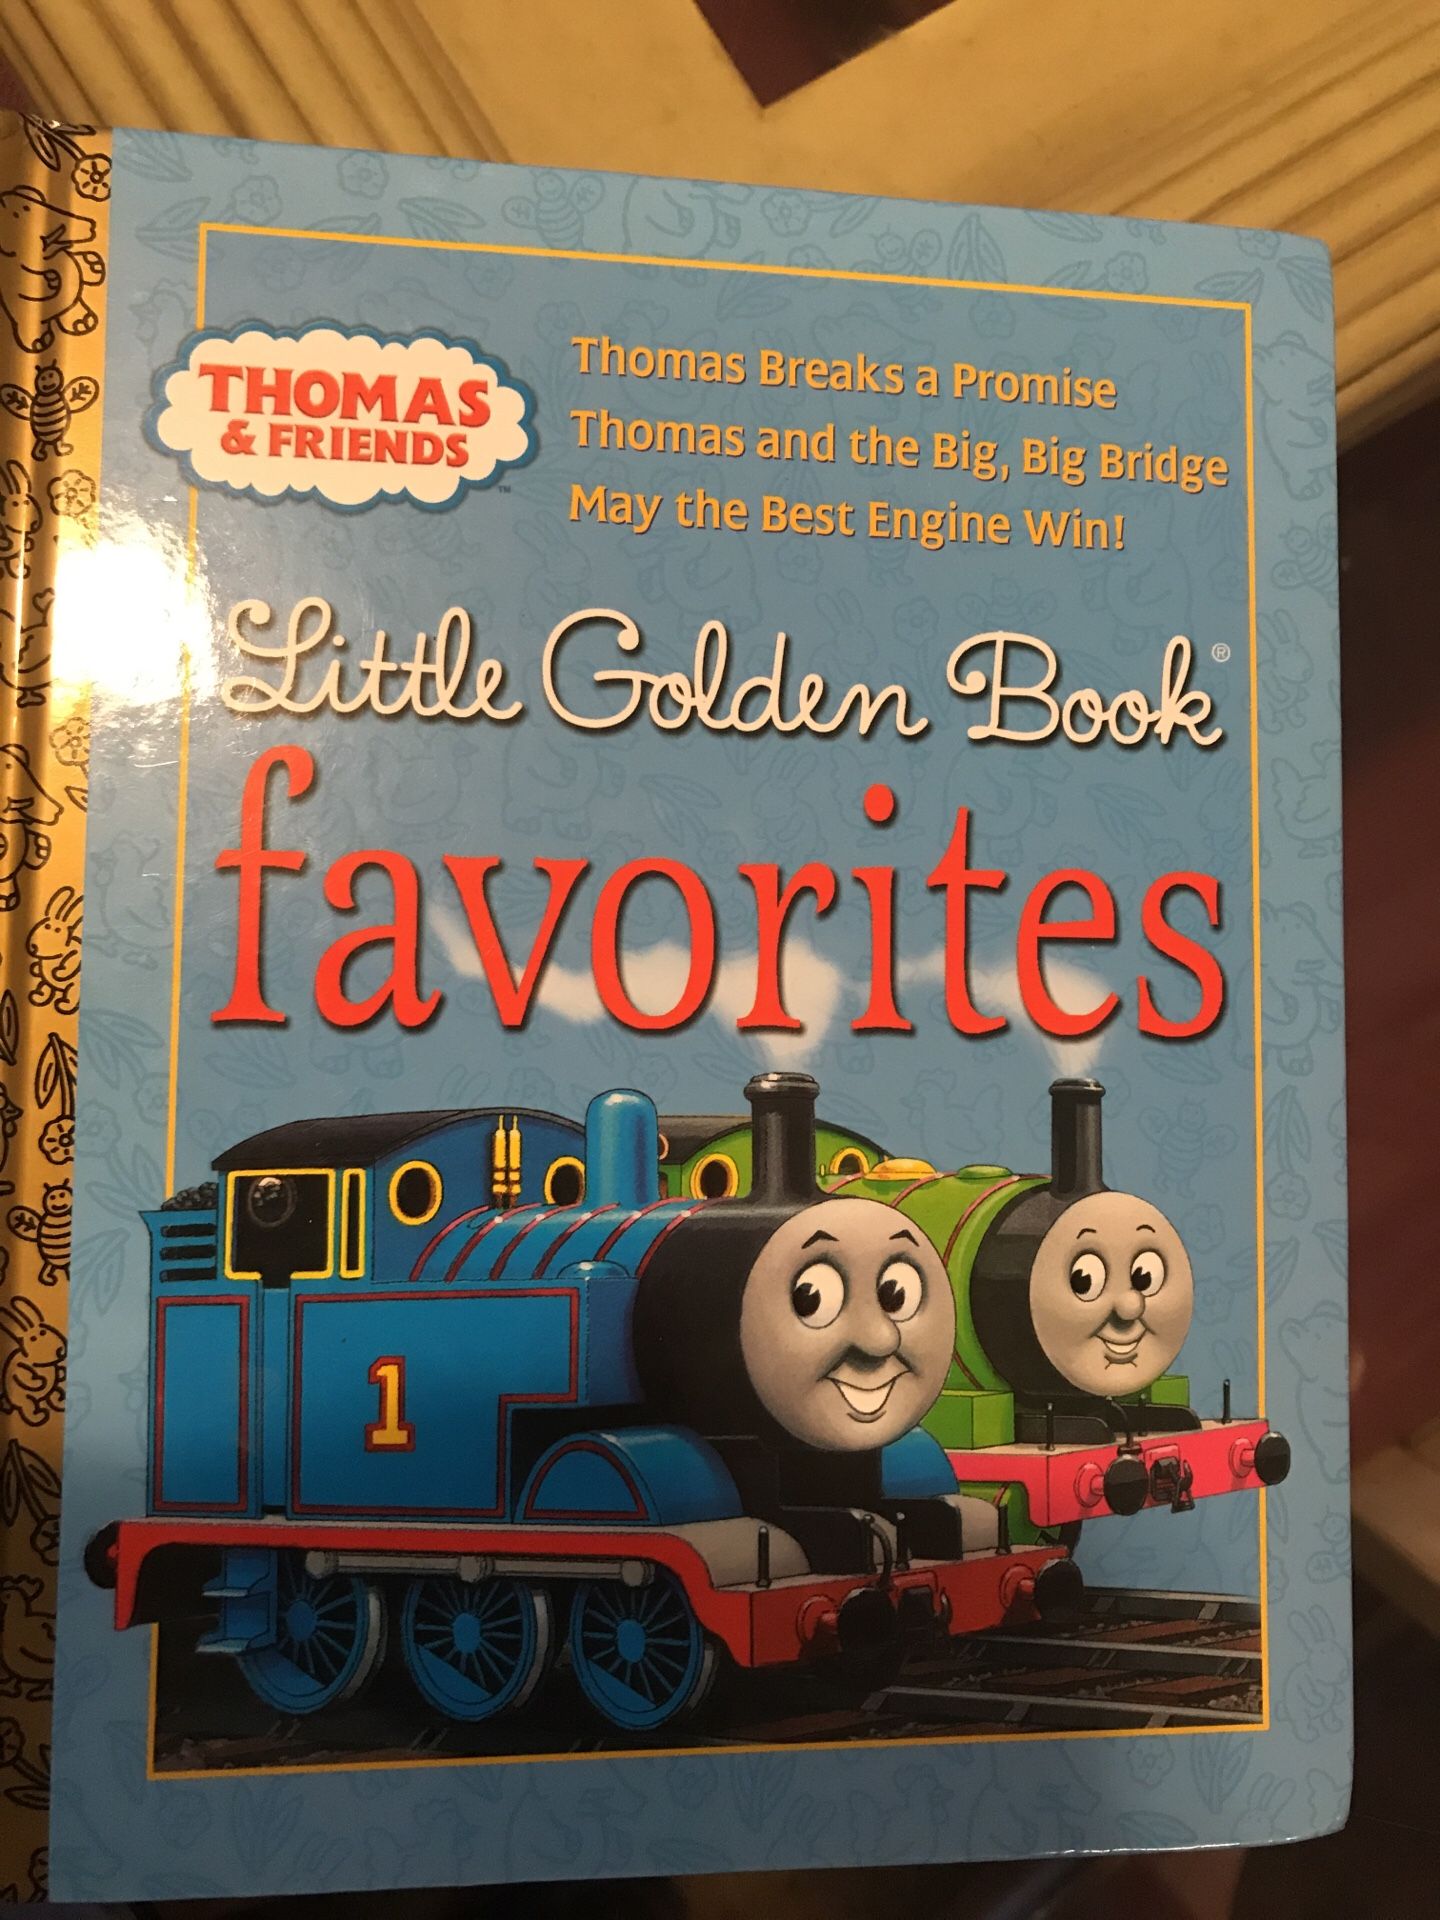 THOMAS
& FRIENDS
TM
Thomas Breaks a Promise
Thomas and the Big, Big Bridge
May the Best Engine Win!
Little Golden Book®
favorites
1